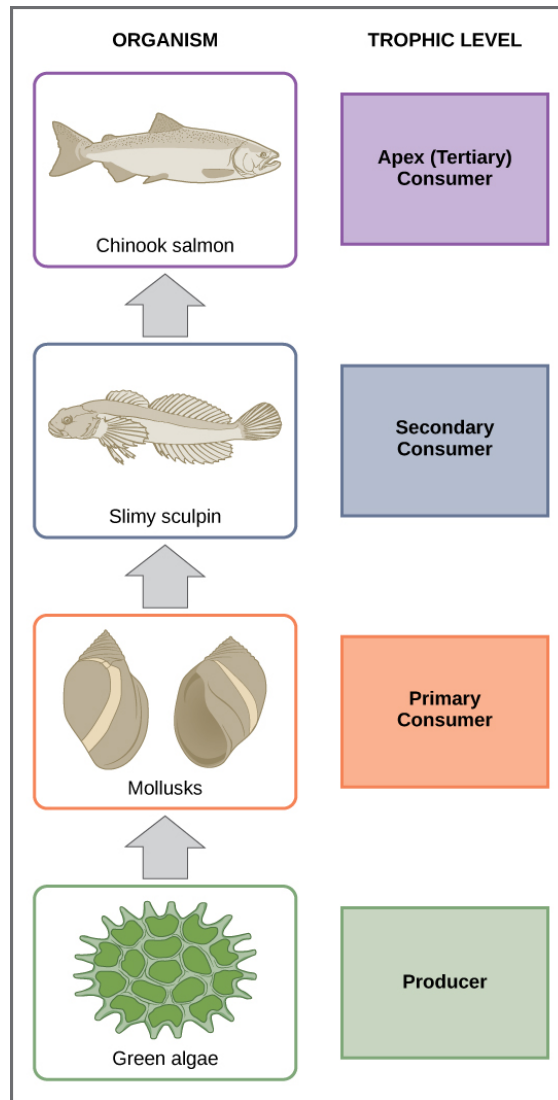 ORGANISM
TROPHIC LEVEL
Chinook salmon
Apex (Tertiary)
Consumer
Slimy sculpin
Secondary
Consumer
Mollusks
Primary
Consumer
Green algae
Producer